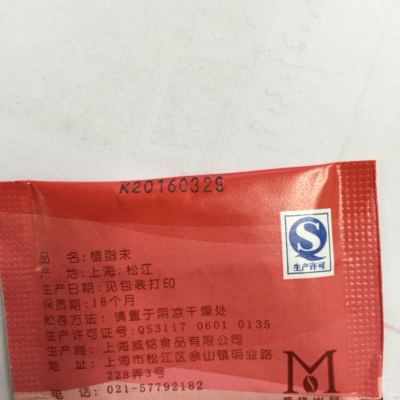 K20160329
品 名: 植脂末
产 地: 上海.松江
生产日期: 见包装打印
保质期: 18个月
贮存方法: 请置于阴凉干燥处
生产许可证号: QS3117 0601 0135
生产商: 上海威铭食品有限公司
地 址: 上海市松江区佘山镇明业路
228弄3号
电 话: 021-57792182
QS
生产许可
M